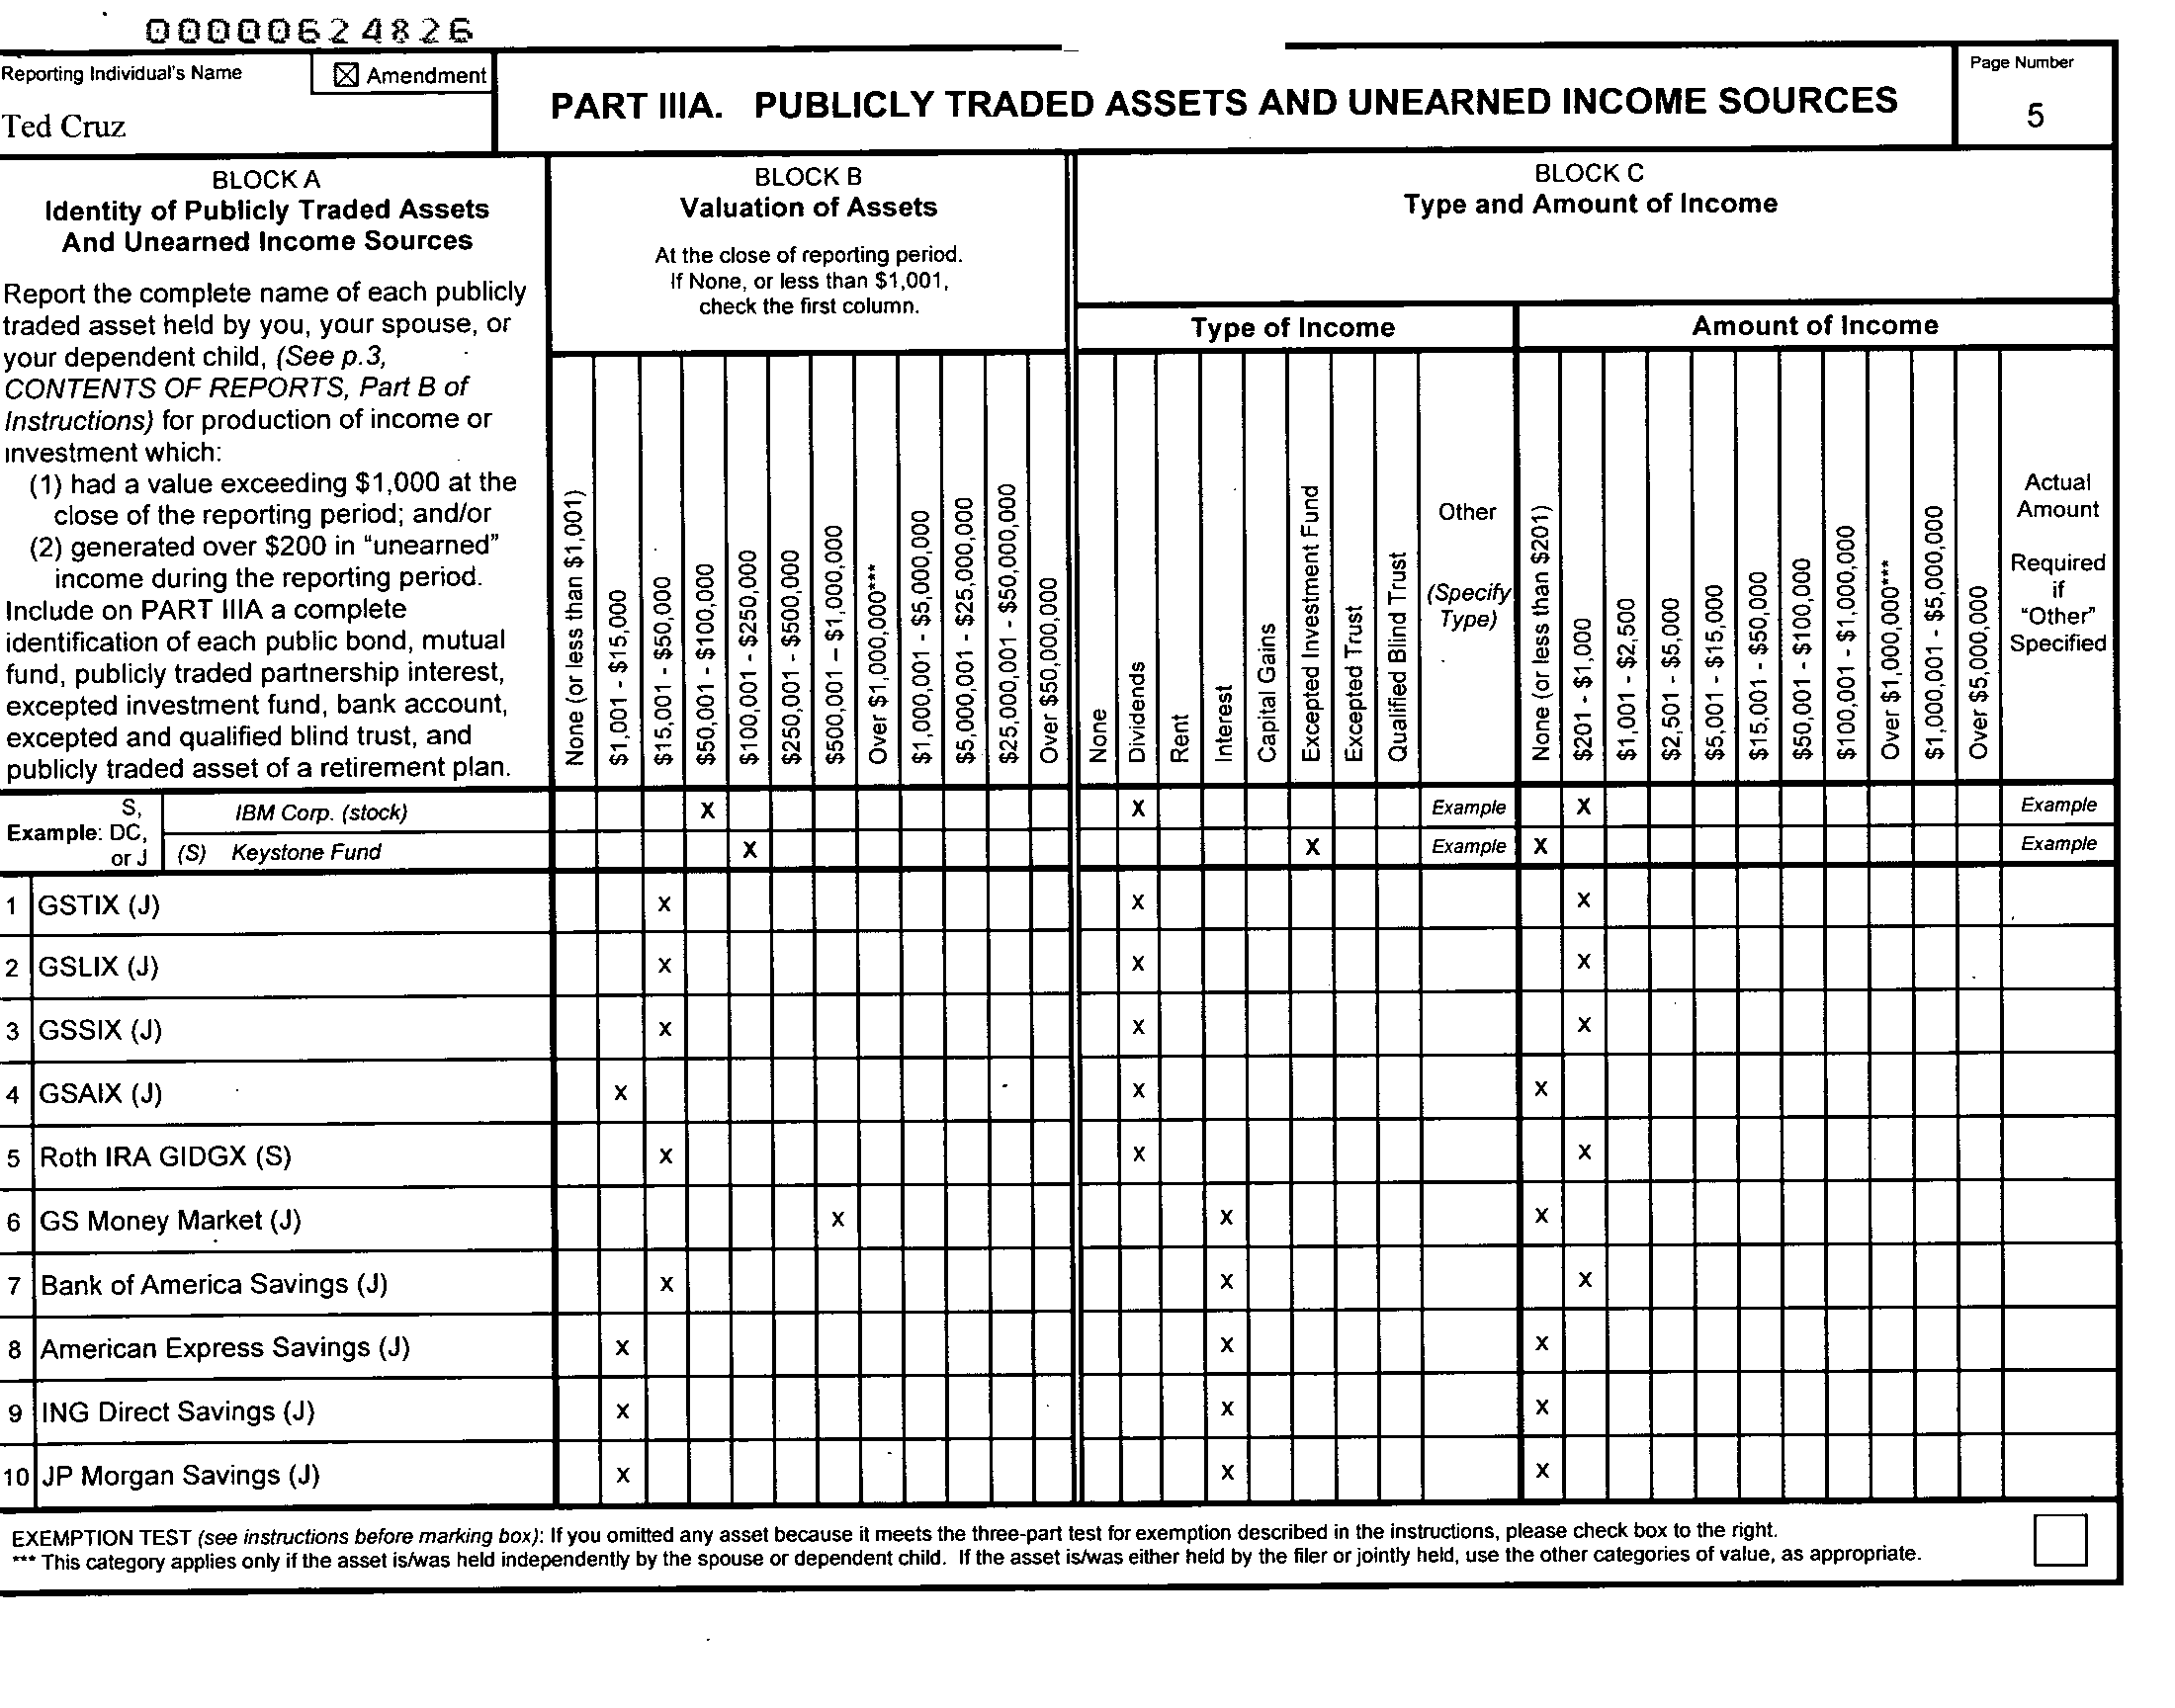 00000624826
Reporting Individual's Name
☒ Amendment
Ted Cruz
PART IIIA. PUBLICLY TRADED ASSETS AND UNEARNED INCOME SOURCES
Page Number
5
BLOCK A
Identity of Publicly Traded Assets
And Unearned Income Sources
Report the complete name of each publicly
traded asset held by you, your spouse, or
your dependent child, (See p.3,
CONTENTS OF REPORTS, Part B of
Instructions) for production of income or
investment which:
(1) had a value exceeding $1,000 at the
close of the reporting period; and/or
(2) generated over $200 in "unearned"
income during the reporting period.
Include on PART IIIA a complete
identification of each public bond, mutual
fund, publicly traded partnership interest,
excepted investment fund, bank account,
excepted and qualified blind trust, and
publicly traded asset of a retirement plan.
BLOCK B
Valuation of Assets
At the close of reporting period.
If None, or less than $1,001,
check the first column.
None (or less than $1,001)
$1,001 - $15,000
$15,001 - $50,000
$50,001 - $100,000
$100,001 - $250,000
$250,001 - $500,000
$500,001 – $1,000,000
Over $1,000,000***
$1,000,001 - $5,000,000
$5,000,001 - $25,000,000
$25,000,001 - $50,000,000
Over $50,000,000
BLOCK C
Type and Amount of Income
Type of Income
None
Dividends
Rent
Interest
Capital Gains
Excepted Investment Fund
Excepted Trust
Qualified Blind Trust
Other
(Specify
Type)
Amount of Income
None (or less than $201)
$201 - $1,000
$1,001 - $2,500
$2,501 - $5,000
$5,001 - $15,000
$15,001 - $50,000
$50,001 - $100,000
$100,001 - $1,000,000
Over $1,000,000***
$1,000,001 - $5,000,000
Over $5,000,000
Actual
Amount
Required
if
"Other"
Specified
Example: S, DC, or J
IBM Corp. (stock) X X Example X Example
(S) Keystone Fund X X Example X Example
1 GSTIX (J) X X X
2 GSLIX (J) X X X
3 GSSIX (J) X X X
4 GSAIX (J) X X X
5 Roth IRA GIDGX (S) X X X
6 GS Money Market (J) X X X
7 Bank of America Savings (J) X X X
8 American Express Savings (J) X X X
9 ING Direct Savings (J) X X X
10 JP Morgan Savings (J) X X X
EXEMPTION TEST (see instructions before marking box): If you omitted any asset because it meets the three-part test for exemption described in the instructions, please check box to the right.
*** This category applies only if the asset is/was held independently by the spouse or dependent child. If the asset is/was either held by the filer or jointly held, use the other categories of value, as appropriate.